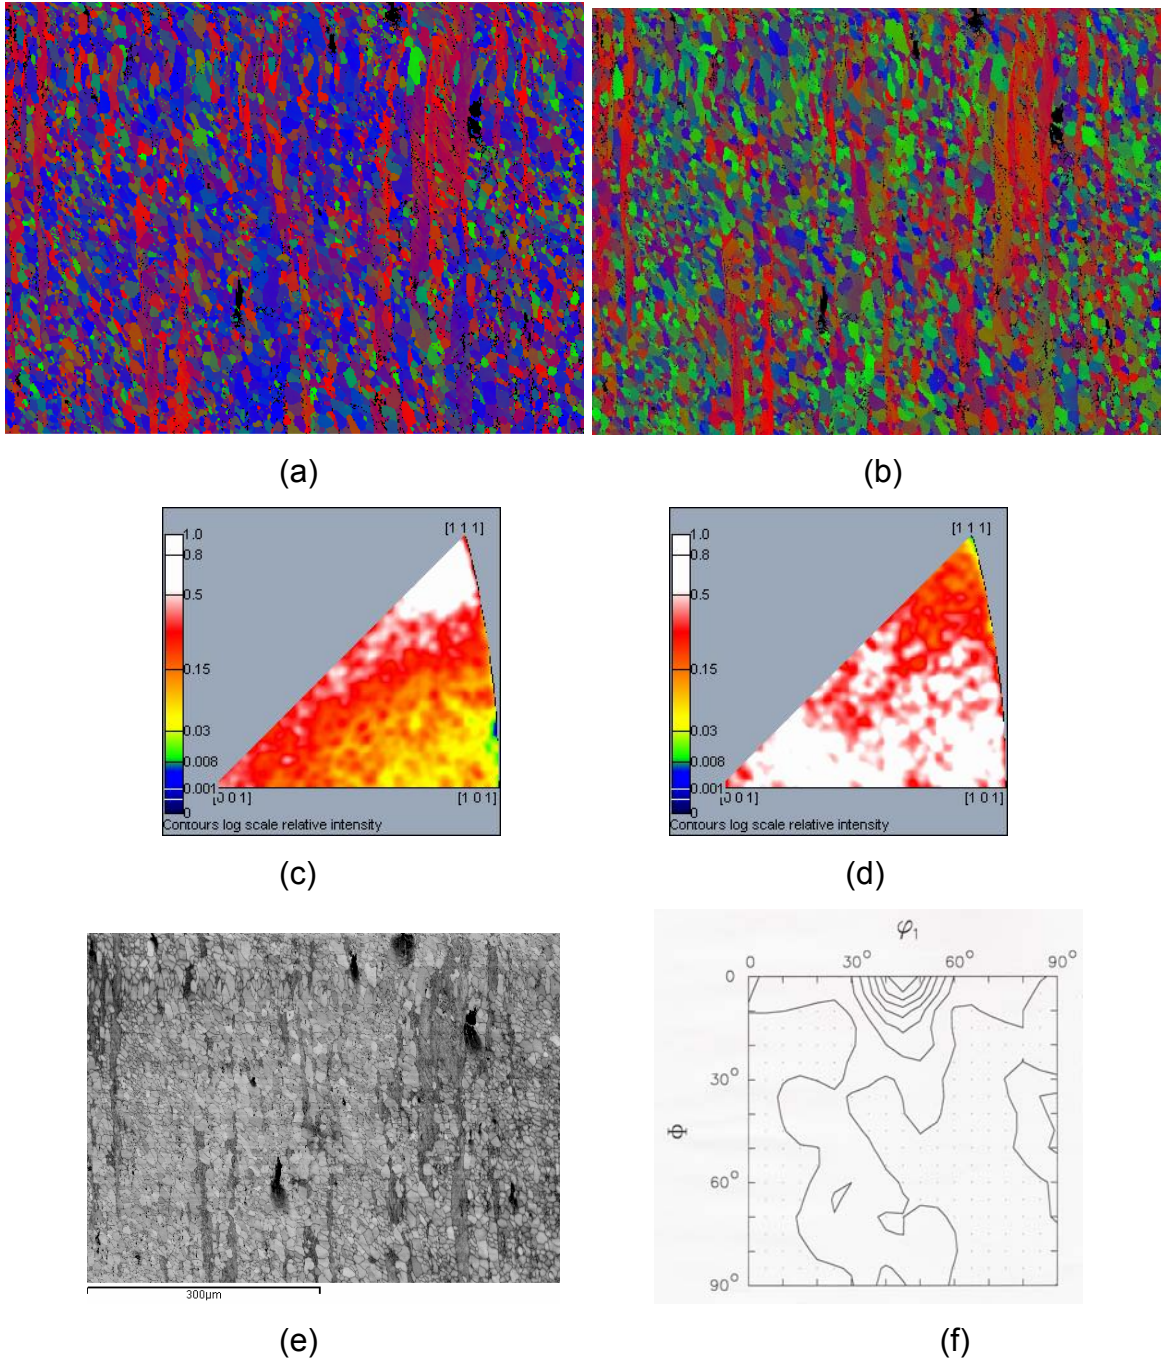 (a)
(b)
[1 1 1]
1.0
0.8
0.5
0.15
0.03
0.008
0.001
0
[0 0 1]
[1 0 1]
Contours log scale relative intensity
[1 1 1]
1.0
0.8
0.5
0.15
0.03
0.008
0.001
0
[0 0 1]
[1 0 1]
Contours log scale relative intensity
(c)
(d)
300µm
φ₁
0 30° 60° 90°
0
30°
Φ
60°
90°
(e)
(f)